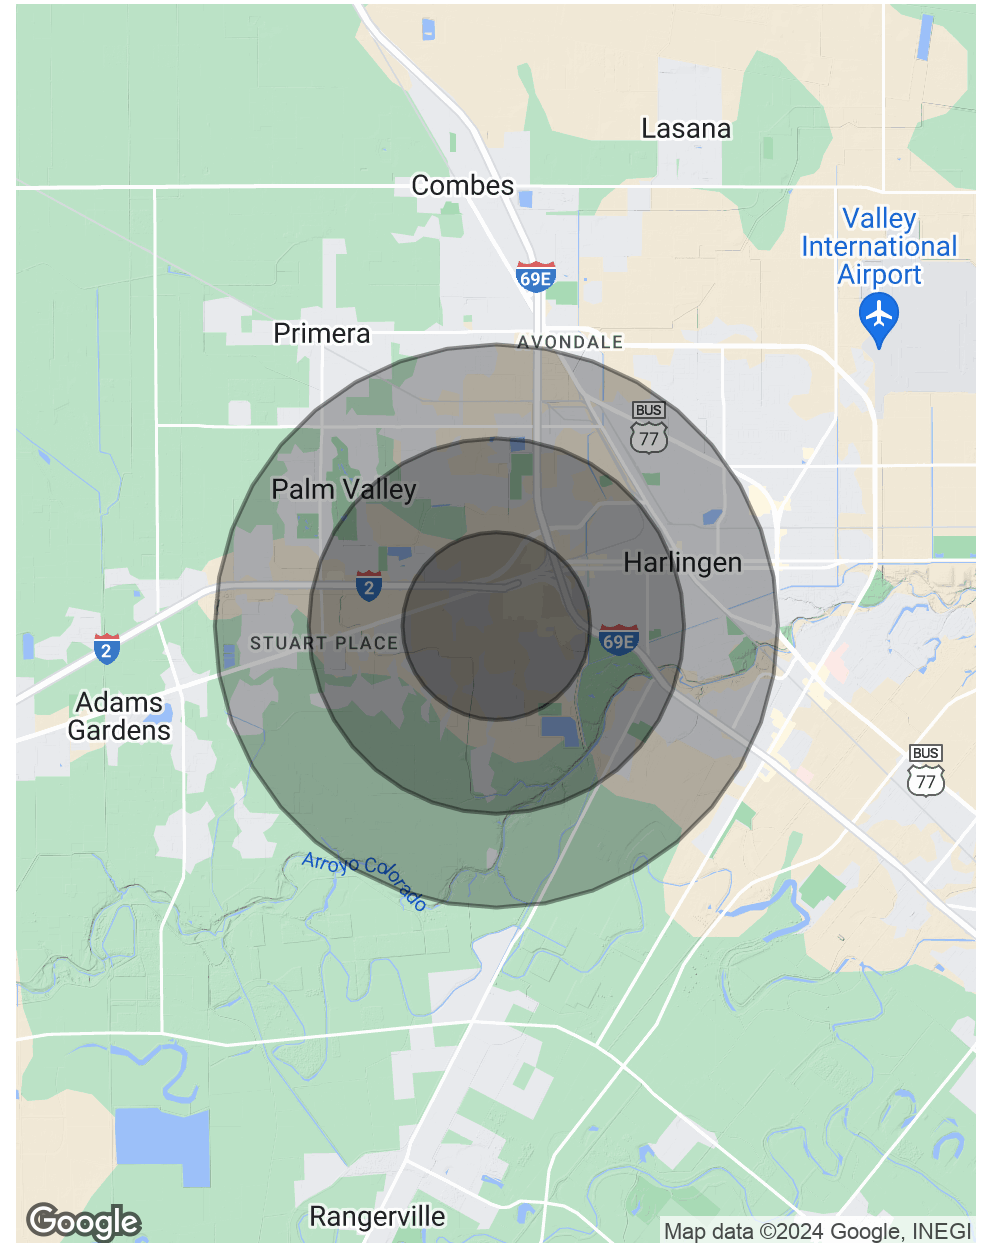 Lasana
Combes
Valley
International
Airport
69E
Primera
AVONDALE
BUS
77
Palm Valley
Harlingen
2
69E
STUART PLACE
2
Adams
Gardens
BUS
77
Arroyo Colorado
Rangerville
Google
Map data ©2024 Google, INEGI